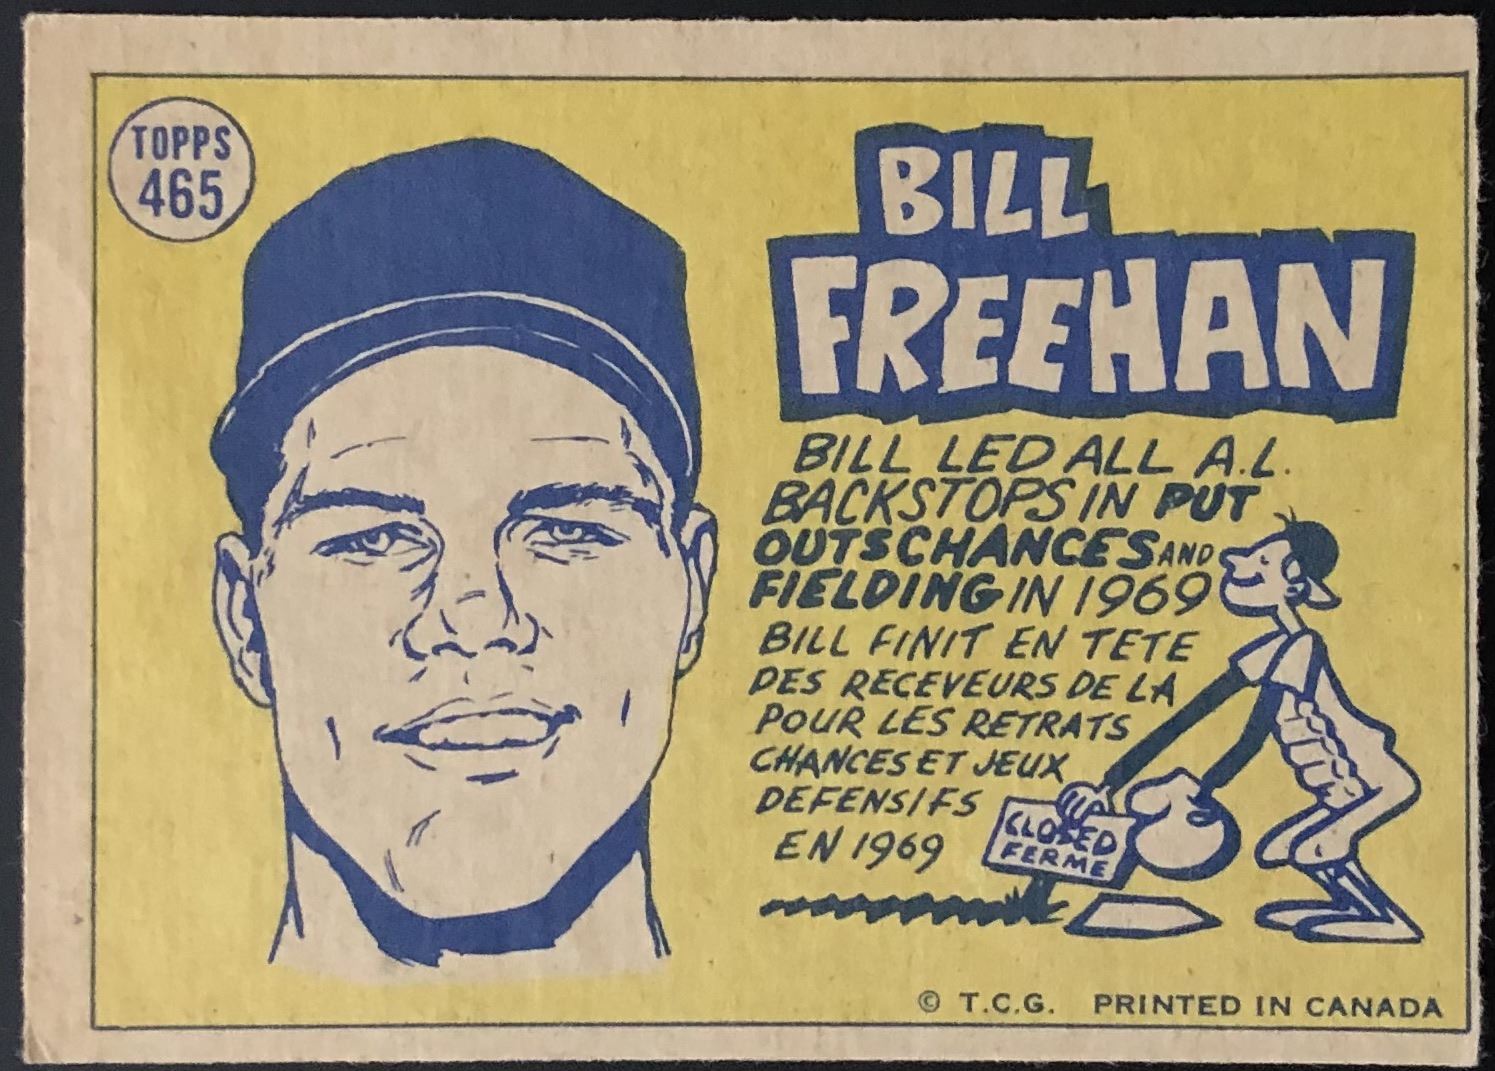 TOPPS
465
BILL
FREEHAN
BILL LED ALL A.L.
BACKSTOPS IN PUT
OUTS CHANCES AND
FIELDING IN 1969
BILL FINIT EN TETE
DES RECEVEURS DE LA
POUR LES RETRAITS
CHANCES ET JEUX
DEFENSIFS
EN 1969
CLOSED
FERME
© T.C.G. PRINTED IN CANADA